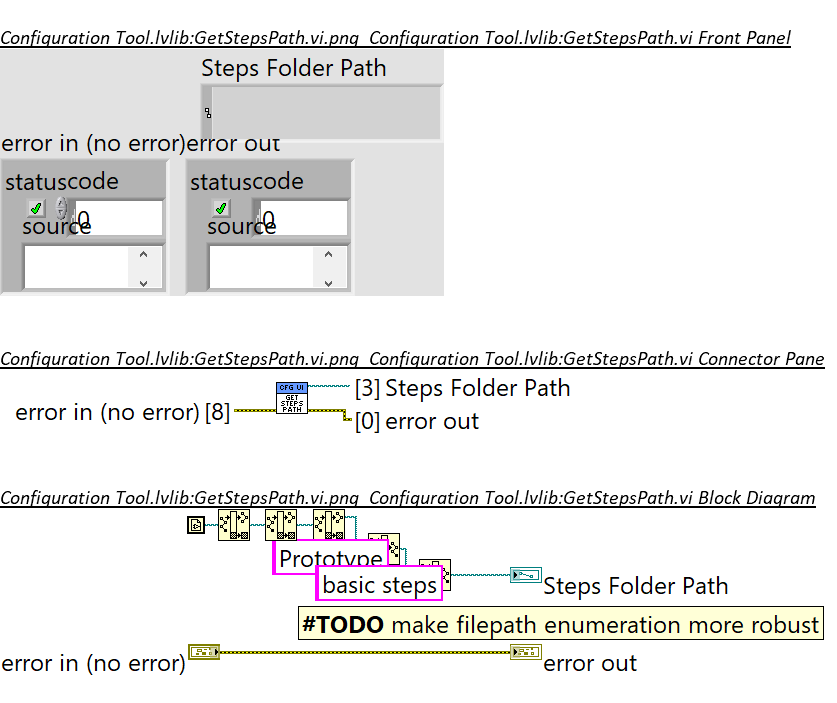 Configuration Tool.lvlib:GetStepsPath.vi.png  Configuration Tool.lvlib:GetStepsPath.vi Front Panel
Steps Folder Path
error in (no error)error out
statuscode statuscode
0 0
source source
Configuration Tool.lvlib:GetStepsPath.vi.png  Configuration Tool.lvlib:GetStepsPath.vi Connector Pane
CFG UI
GET
STEPS
PATH
[3] Steps Folder Path
error in (no error) [8]
[0] error out
Configuration Tool.lvlib:GetStepsPath.vi.png  Configuration Tool.lvlib:GetStepsPath.vi Block Diagram
Prototype
basic steps
Steps Folder Path
#TODO make filepath enumeration more robust
error in (no error)
error out